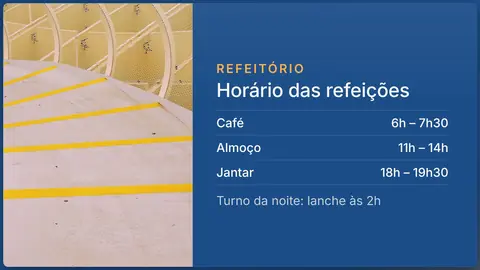 REFEITÓRIO
Horário das refeições
Café 6h – 7h30
Almoço 11h – 14h
Jantar 18h – 19h30
Turno da noite: lanche às 2h